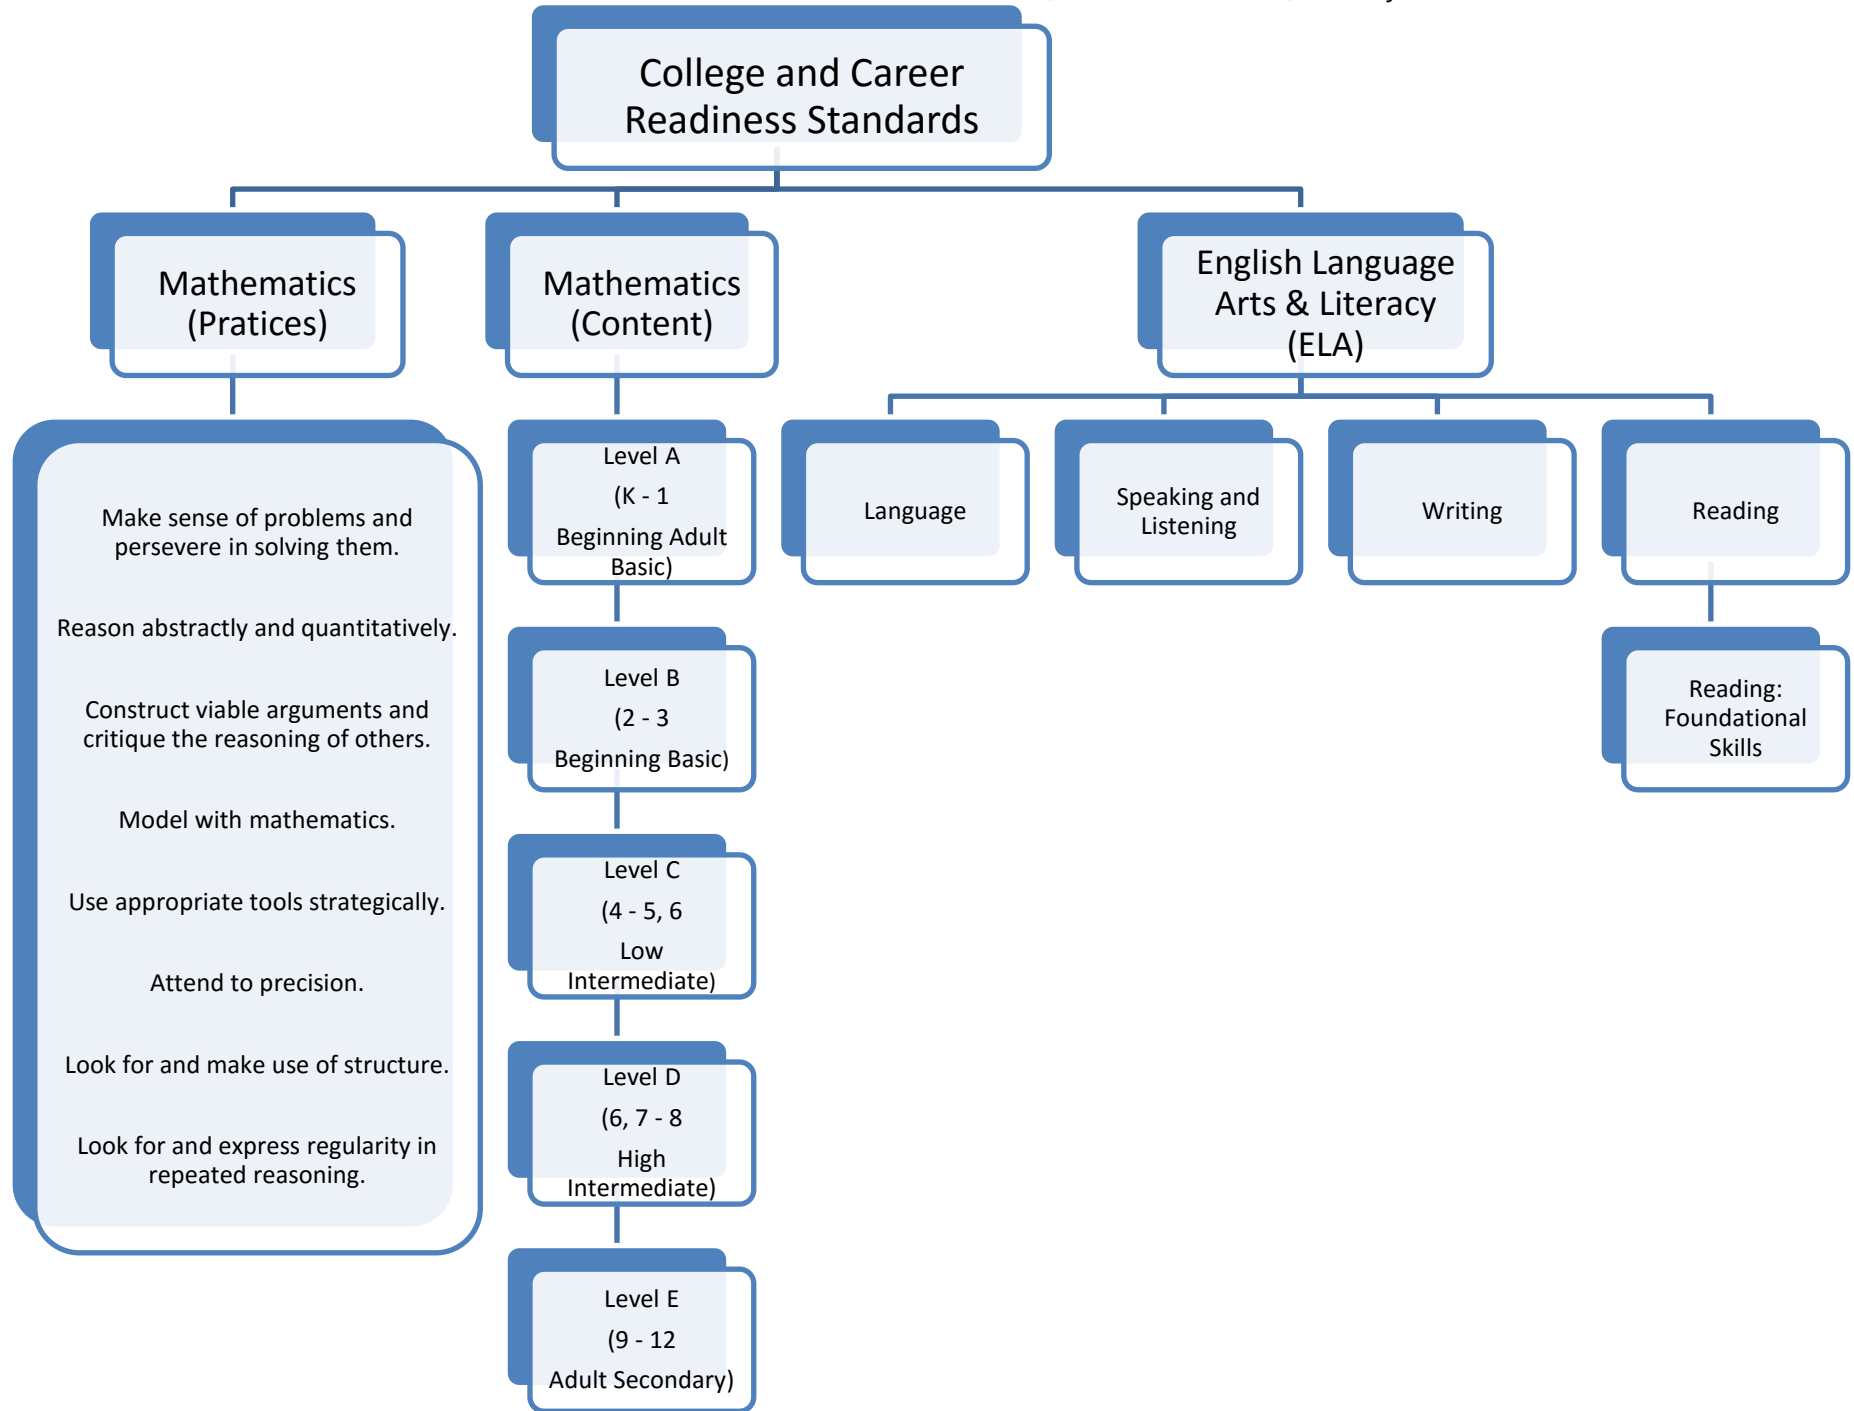 College and Career
Readiness Standards
Mathematics
(Pratices)
Mathematics
(Content)
English Language
Arts & Literacy
(ELA)
Make sense of problems and
persevere in solving them.
Reason abstractly and quantitatively.
Construct viable arguments and
critique the reasoning of others.
Model with mathematics.
Use appropriate tools strategically.
Attend to precision.
Look for and make use of structure.
Look for and express regularity in
repeated reasoning.
Level A
(K - 1
Beginning Adult
Basic)
Level B
(2 - 3
Beginning Basic)
Level C
(4 - 5, 6
Low
Intermediate)
Level D
(6, 7 - 8
High
Intermediate)
Level E
(9 - 12
Adult Secondary)
Language
Speaking and
Listening
Writing
Reading
Reading:
Foundational
Skills